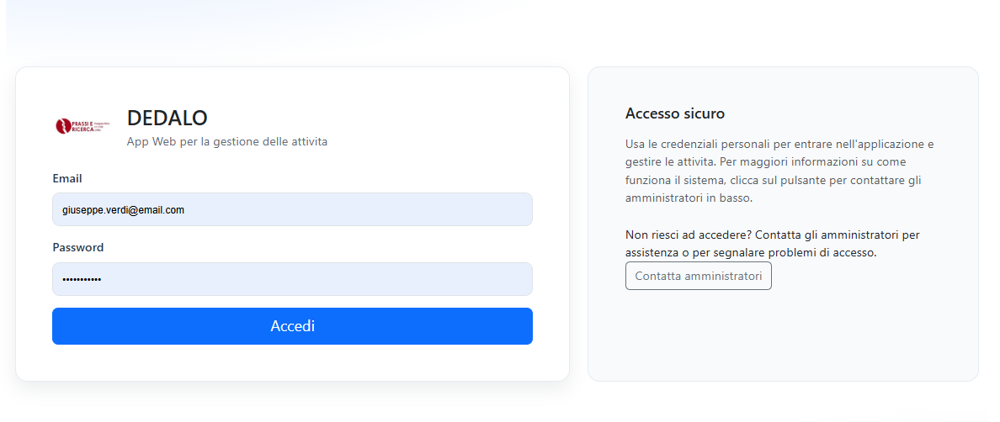 PRASSI E
RICERCA
DEDALO
App Web per la gestione delle attivita
Email
giuseppe.verdi@email.com
Password
•••••••••••
Accedi
Accesso sicuro
Usa le credenziali personali per entrare nell'applicazione e
gestire le attivita. Per maggiori informazioni su come
funziona il sistema, clicca sul pulsante per contattare gli
amministratori in basso.
Non riesci ad accedere? Contatta gli amministratori per
assistenza o per segnalare problemi di accesso.
Contatta amministratori